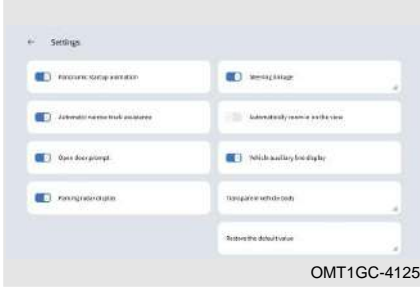 ← Settings
Panoramic startup animation
Steering linkage
Automatic narrow track assistance
Automatically zoom in on the view
Open door prompt
Vehicle auxiliary line display
Parking radar display
Transparent vehicle body
Restore the default value
OMT1GC-4125